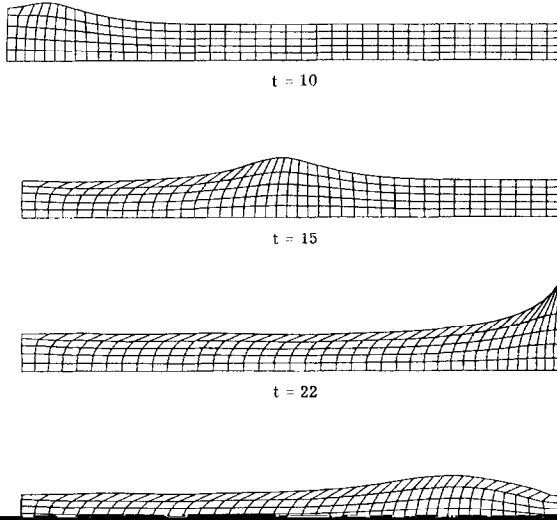 t = 10
t = 15
t = 22